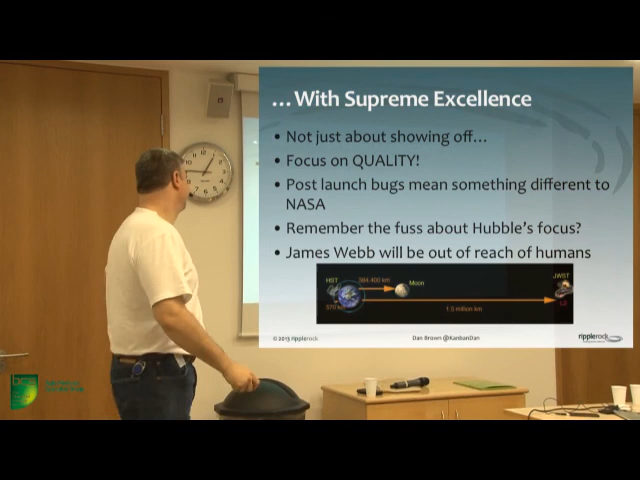 …With Supreme Excellence
• Not just about showing off…
• Focus on QUALITY!
• Post launch bugs mean something different to
NASA
• Remember the fuss about Hubble's focus?
• James Webb will be out of reach of humans
HST
384,400 km
Moon
JWST
570 km
1.5 million km
L2
© 2013 ripplerock
Dan Brown @KanbanDan
ripplerock
bcs